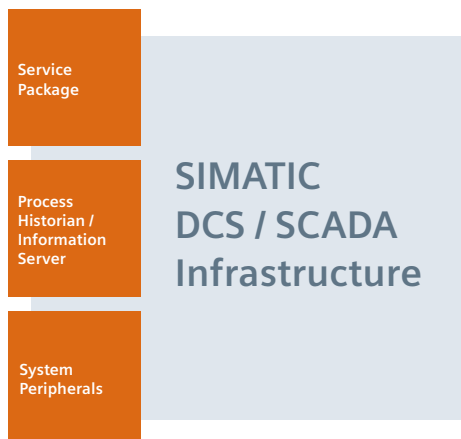 Service
Package
SIMATIC
DCS / SCADA
Infrastructure
Process
Historian /
Information
Server
System
Peripherals